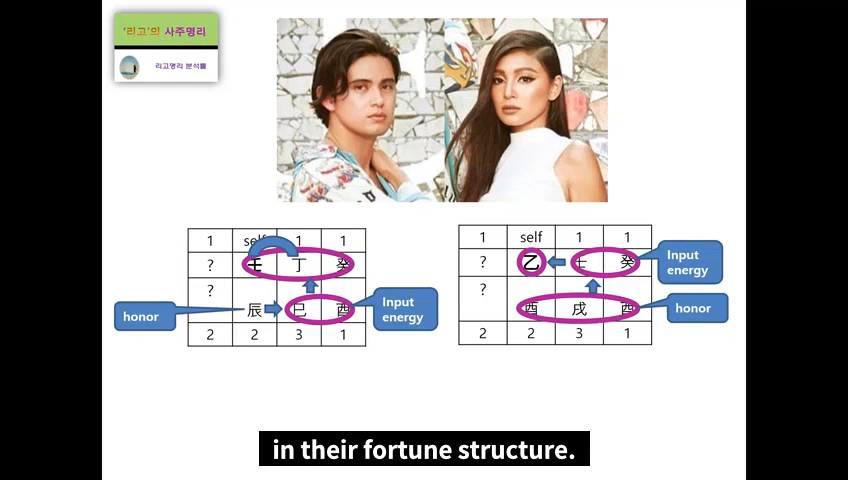 '리고'의 사주명리
리고명리 분석틀
1 self 1 1
? 壬 丁 癸
?
辰 巳 酉
2 2 3 1
honor
Input
energy
1 self 1 1
? 乙 壬 癸
?
酉 戌 酉
2 2 3 1
Input
energy
honor
in their fortune structure.